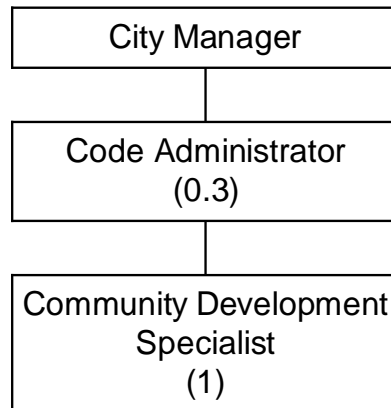 City Manager
Code Administrator
(0.3)
Community Development
Specialist
(1)